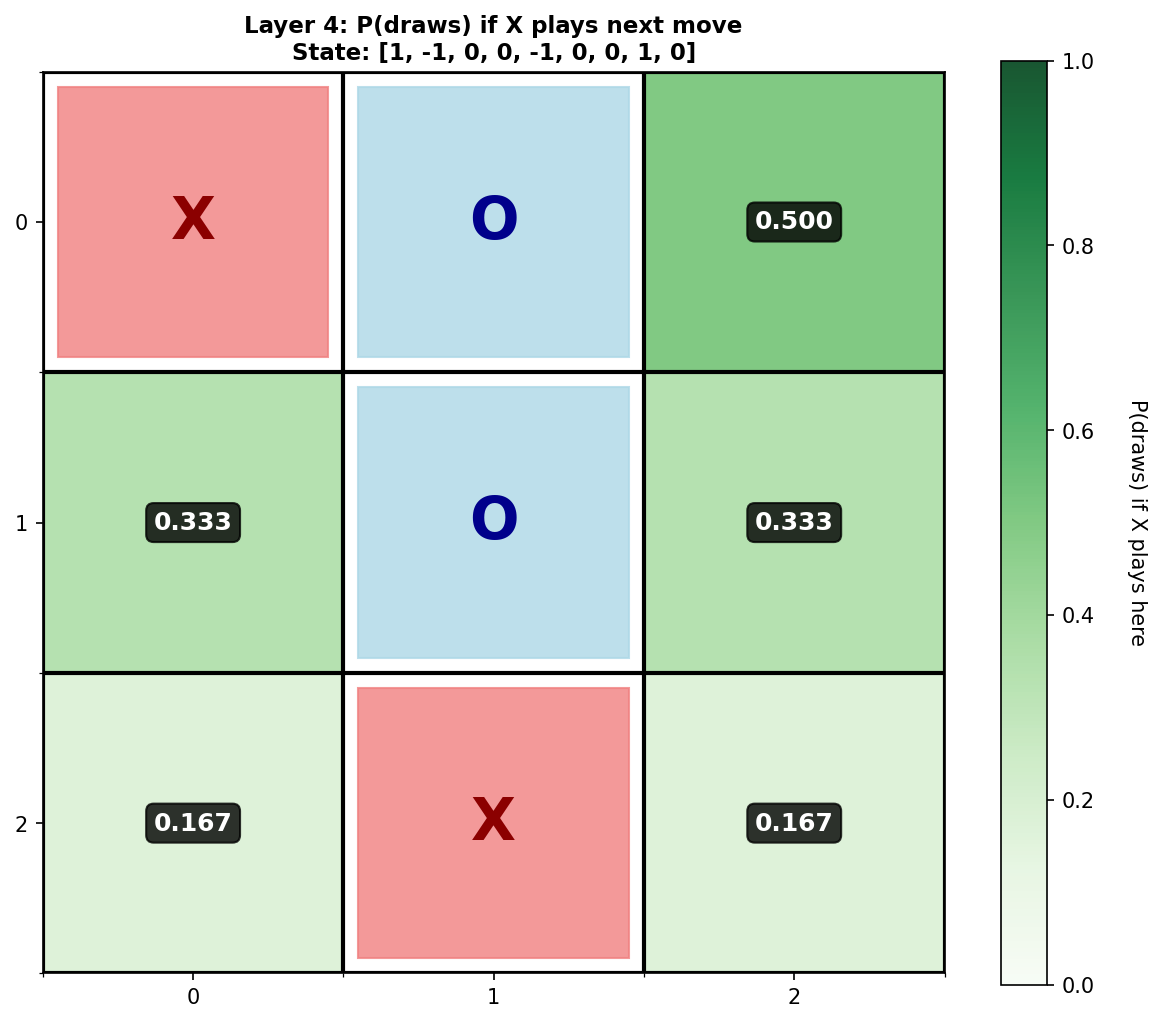 Layer 4: P(draws) if X plays next move
State: [1, -1, 0, 0, -1, 0, 0, 1, 0]
0
X
O
0.500
1
0.333
O
0.333
2
0.167
X
0.167
0
1
2
1.0
0.8
0.6
0.4
0.2
0.0
P(draws) if X plays here